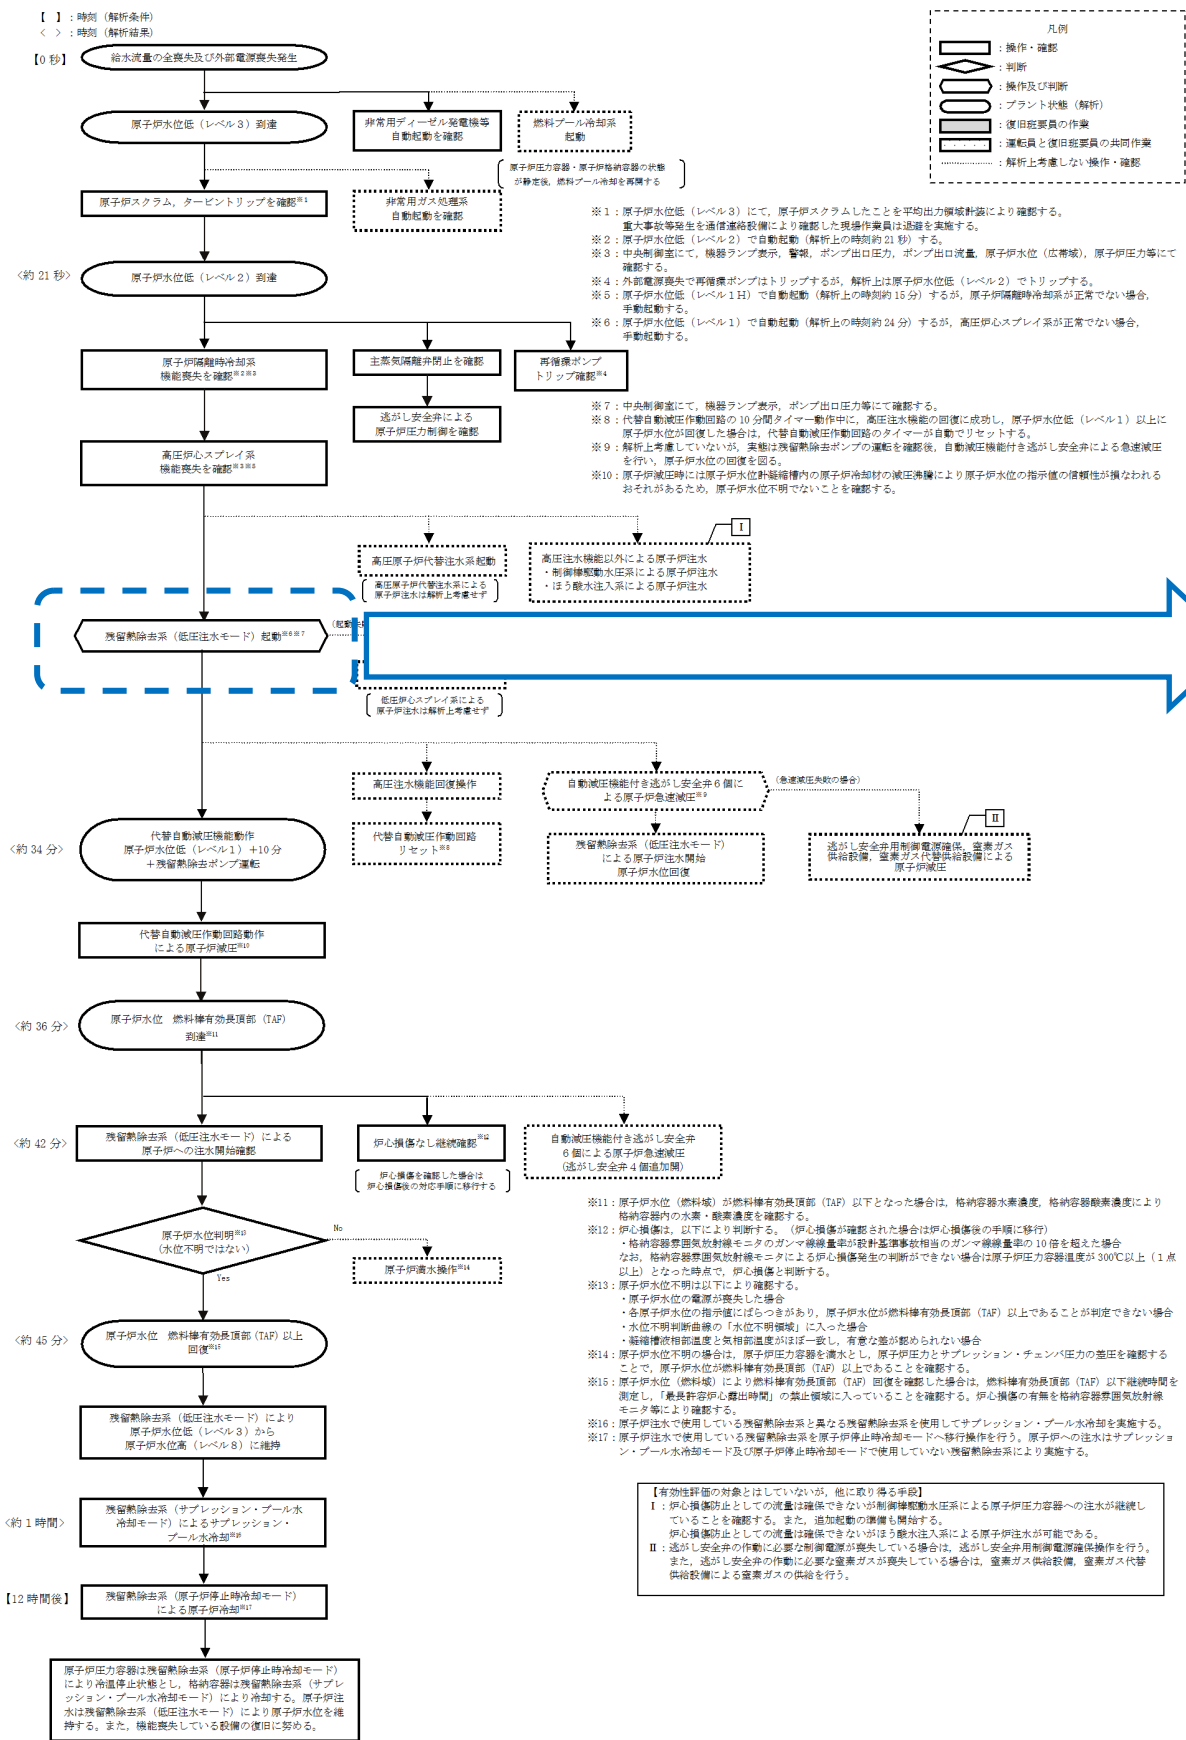 【　】：時刻（解析条件）
＜　＞：時刻（解析結果）
【0 秒】
給水流量の全喪失及び外部電源喪失発生
原子炉水位低（レベル３）到達
非常用ディーゼル発電機等
自動起動を確認
燃料プール冷却系
起動
原子炉圧力容器・原子炉格納容器の状態
が静定後，燃料プール冷却を再開する
原子炉スクラム，タービントリップを確認※1
非常用ガス処理系
自動起動を確認
＜約 21 秒＞
原子炉水位低（レベル２）到達
原子炉隔離時冷却系
機能喪失を確認※2※3
主蒸気隔離弁閉止を確認
再循環ポンプ
トリップ確認※4
逃がし安全弁による
原子炉圧力制御を確認
高圧炉心スプレイ系
機能喪失を確認※3※5
高圧原子炉代替注水系起動
高圧原子炉代替注水系による
原子炉注水は解析上考慮せず
Ⅰ
高圧注水機能以外による原子炉注水
・制御棒駆動水圧系による原子炉注水
・ほう酸水注入系による原子炉注水
残留熱除去系（低圧注水モード）起動※6※7
低圧炉心スプレイ系による
原子炉注水は解析上考慮せず
高圧注水機能回復操作
代替自動減圧作動回路
リセット※8
自動減圧機能付き逃がし安全弁６個に
よる原子炉急速減圧※9
（急速減圧失敗の場合）
残留熱除去系（低圧注水モード）
による原子炉注水開始
原子炉水位回復
Ⅱ
逃がし安全弁用制御電源確保，窒素ガス
供給設備，窒素ガス代替供給設備による
原子炉減圧
＜約 34 分＞
代替自動減圧機能動作
原子炉水位低（レベル１）＋10 分
＋残留熱除去ポンプ運転
代替自動減圧作動回路動作
による原子炉減圧※10
＜約 36 分＞
原子炉水位　燃料棒有効長頂部（TAF）
到達※11
＜約 42 分＞
残留熱除去系（低圧注水モード）による
原子炉への注水開始確認
炉心損傷なし継続確認※12
炉心損傷を確認した場合は
炉心損傷後の対応手順に移行する
自動減圧機能付き逃がし安全弁
６個による原子炉急速減圧
（逃がし安全弁４個追加開）
原子炉水位判明※13
（水位不明ではない）
No
Yes
原子炉満水操作※14
＜約 45 分＞
原子炉水位　燃料棒有効長頂部（TAF）以上
回復※15
残留熱除去系（低圧注水モード）により
原子炉水位低（レベル３）から
原子炉水位高（レベル８）に維持
＜約 1 時間＞
残留熱除去系（サプレッション・プール水
冷却モード）によるサプレッション・
プール水冷却※16
【12 時間後】
残留熱除去系（原子炉停止時冷却モード）
による原子炉冷却※17
原子炉圧力容器は残留熱除去系（原子炉停止時冷却モード）
により冷温停止状態とし，格納容器は残留熱除去系（サプレ
ッション・プール水冷却モード）により冷却する。原子炉注
水は残留熱除去系（低圧注水モード）により原子炉水位を維
持する。また，機能喪失している設備の復旧に努める。
凡例
：操作・確認
：判断
：操作及び判断
：プラント状態（解析）
：復旧班要員の作業
：運転員と復旧班要員の共同作業
：解析上考慮しない操作・確認
※１：原子炉水位低（レベル３）にて，原子炉スクラムしたことを平均出力領域計装により確認する。
重大事故等発生を通信連絡設備により確認した現場作業員は退避を実施する。
※２：原子炉水位低（レベル２）で自動起動（解析上の時刻約 21 秒）する。
※３：中央制御室にて，機器ランプ表示，警報，ポンプ出口圧力，ポンプ出口流量，原子炉水位（広帯域），原子炉圧力等にて
確認する。
※４：外部電源喪失で再循環ポンプはトリップするが，解析上は原子炉水位低（レベル２）でトリップする。
※５：原子炉水位低（レベル１Ｈ）で自動起動（解析上の時刻約 15 分）するが，原子炉隔離時冷却系が正常でない場合，
手動起動する。
※６：原子炉水位低（レベル１）で自動起動（解析上の時刻約 24 分）するが，高圧炉心スプレイ系が正常でない場合，
手動起動する。
※７：中央制御室にて，機器ランプ表示，ポンプ出口圧力等にて確認する。
※８：代替自動減圧作動回路の 10 分間タイマー動作中に，高圧注水機能の回復に成功し，原子炉水位低（レベル１）以上に
原子炉水位が回復した場合は，代替自動減圧作動回路のタイマーが自動でリセットする。
※９：解析上考慮していないが，実態は残留熱除去ポンプの運転を確認後，自動減圧機能付き逃がし安全弁による急速減圧
を行い，原子炉水位の回復を図る。
※10：原子炉減圧時には原子炉水位計凝縮槽内の原子炉冷却材の減圧沸騰により原子炉水位の指示値の信頼性が損なわれる
おそれがあるため，原子炉水位不明でないことを確認する。
※11：原子炉水位（燃料域）が燃料棒有効長頂部（TAF）以下となった場合は，格納容器水素濃度，格納容器酸素濃度により
格納容器内の水素・酸素濃度を確認する。
※12：炉心損傷は，以下により判断する。（炉心損傷が確認された場合は炉心損傷後の手順に移行）
・格納容器雰囲気放射線モニタのガンマ線線量率が設計基準事故相当のガンマ線線量率の 10 倍を超えた場合
なお，格納容器雰囲気放射線モニタによる炉心損傷発生の判断ができない場合は原子炉圧力容器温度が 300℃以上（１点
以上）となった時点で，炉心損傷と判断する。
※13：原子炉水位不明は以下により確認する。
・原子炉水位の電源が喪失した場合
・各原子炉水位の指示値にばらつきがあり，原子炉水位が燃料棒有効長頂部（TAF）以上であることが判定できない場合
・水位不明判断曲線の「水位不明領域」に入った場合
・凝縮槽液相部温度と気相部温度がほぼ一致し，有意な差が認められない場合
※14：原子炉水位不明の場合は，原子炉圧力容器を満水とし，原子炉圧力とサプレッション・チェンバ圧力の差圧を確認する
ことで，原子炉水位が燃料棒有効長頂部（TAF）以上であることを確認する。
※15：原子炉水位（燃料域）により燃料棒有効長頂部（TAF）回復を確認した場合は，燃料棒有効長頂部（TAF）以下継続時間を
測定し，「最長許容炉心露出時間」の禁止領域に入っていることを確認する。炉心損傷の有無を格納容器雰囲気放射線
モニタ等により確認する。
※16：原子炉注水で使用している残留熱除去系と異なる残留熱除去系を使用してサプレッション・プール水冷却を実施する。
※17：原子炉注水で使用している残留熱除去系を原子炉停止時冷却モードへ移行操作を行う。原子炉への注水はサプレッショ
ン・プール水冷却モード及び原子炉停止時冷却モードで使用していない残留熱除去系により実施する。
【有効性評価の対象とはしていないが，他に取り得る手段】
Ⅰ：炉心損傷防止としての流量は確保できないが制御棒駆動水圧系による原子炉圧力容器への注水が継続し
ていることを確認する。また，追加起動の準備も開始する。
炉心損傷防止としての流量は確保できないがほう酸水注入系による原子炉注水が可能である。
Ⅱ：逃がし安全弁の作動に必要な制御電源が喪失している場合は，逃がし安全弁用制御電源確保操作を行う。
また，逃がし安全弁の作動に必要な窒素ガスが喪失している場合は，窒素ガス供給設備，窒素ガス代替
供給設備による窒素ガスの供給を行う。